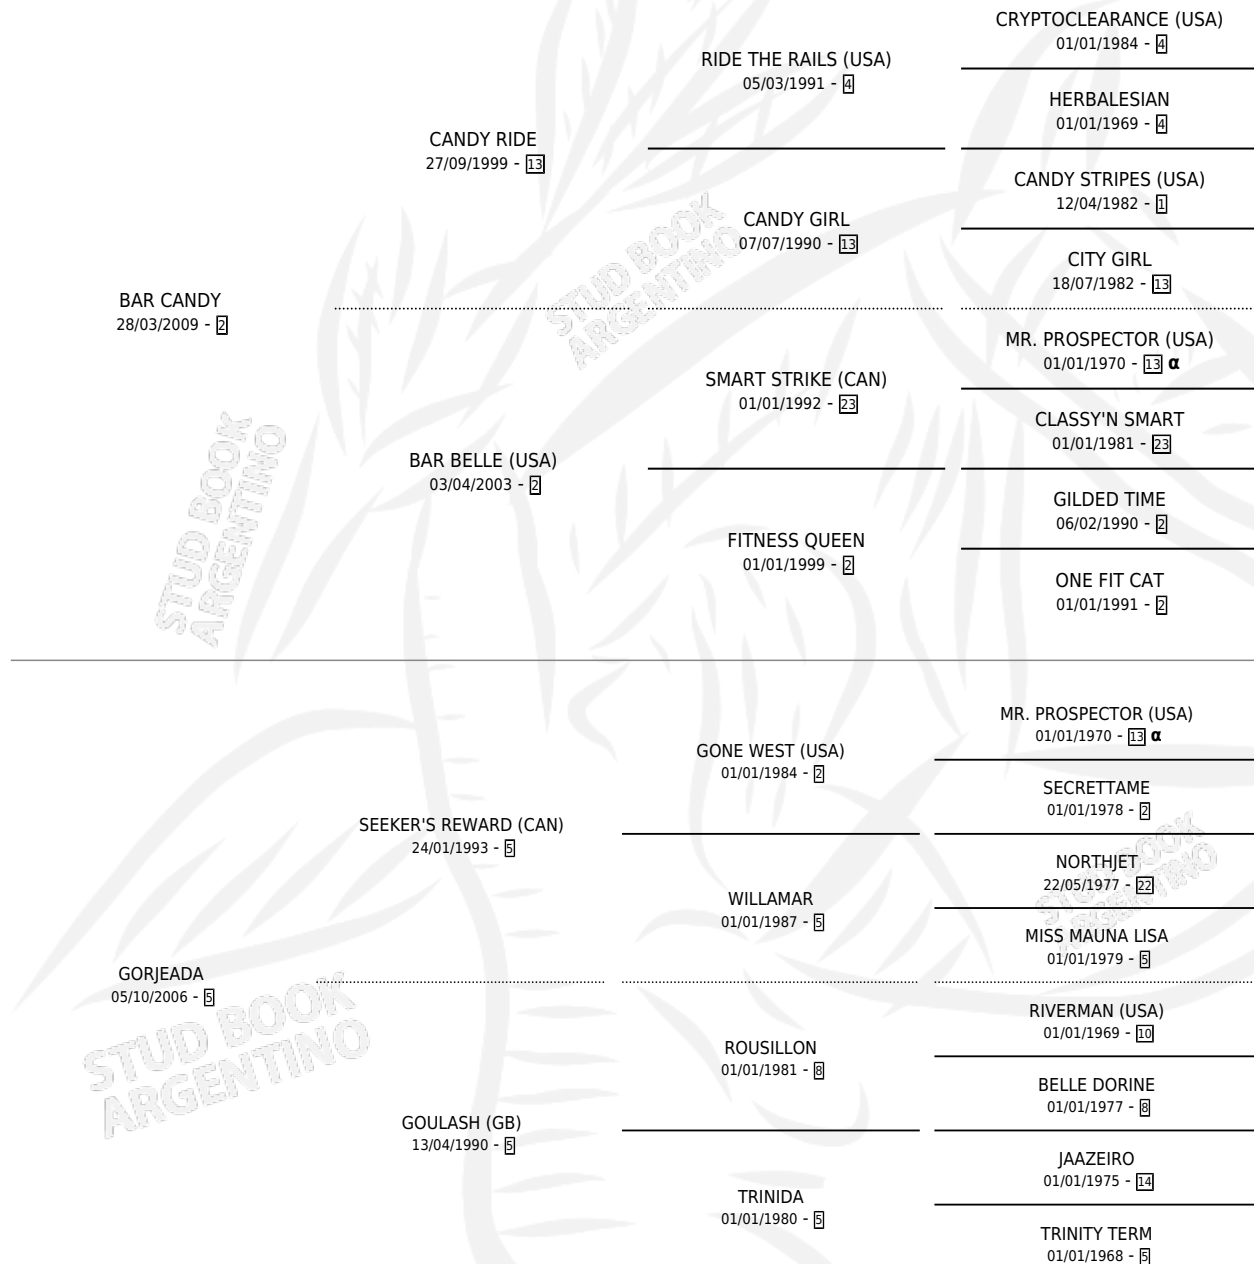 CRYPTOCLEARANCE (USA)
01/01/1984 - 4
RIDE THE RAILS (USA)
05/03/1991 - 4
HERBALESIAN
01/01/1969 - 4
CANDY RIDE
27/09/1999 - 13
CANDY STRIPES (USA)
12/04/1982 - 1
CANDY GIRL
07/07/1990 - 13
CITY GIRL
18/07/1982 - 13
BAR CANDY
28/03/2009 - 2
MR. PROSPECTOR (USA)
01/01/1970 - 13 α
SMART STRIKE (CAN)
01/01/1992 - 23
CLASSY'N SMART
01/01/1981 - 23
BAR BELLE (USA)
03/04/2003 - 2
GILDED TIME
06/02/1990 - 2
FITNESS QUEEN
01/01/1999 - 2
ONE FIT CAT
01/01/1991 - 2
MR. PROSPECTOR (USA)
01/01/1970 - 13 α
GONE WEST (USA)
01/01/1984 - 2
SECRETTAME
01/01/1978 - 2
SEEKER'S REWARD (CAN)
24/01/1993 - 5
NORTHJET
22/05/1977 - 22
WILLAMAR
01/01/1987 - 5
MISS MAUNA LISA
01/01/1979 - 5
GORJEADA
05/10/2006 - 5
RIVERMAN (USA)
01/01/1969 - 10
ROUSILLON
01/01/1981 - 8
BELLE DORINE
01/01/1977 - 8
GOULASH (GB)
13/04/1990 - 5
JAAZEIRO
01/01/1975 - 14
TRINIDA
01/01/1980 - 5
TRINITY TERM
01/01/1968 - 5
STUD BOOK
ARGENTINO
STUD BOOK
ARGENTINO
STUD BOOK
ARGENTINO
STUD BOOK
ARGENTINO